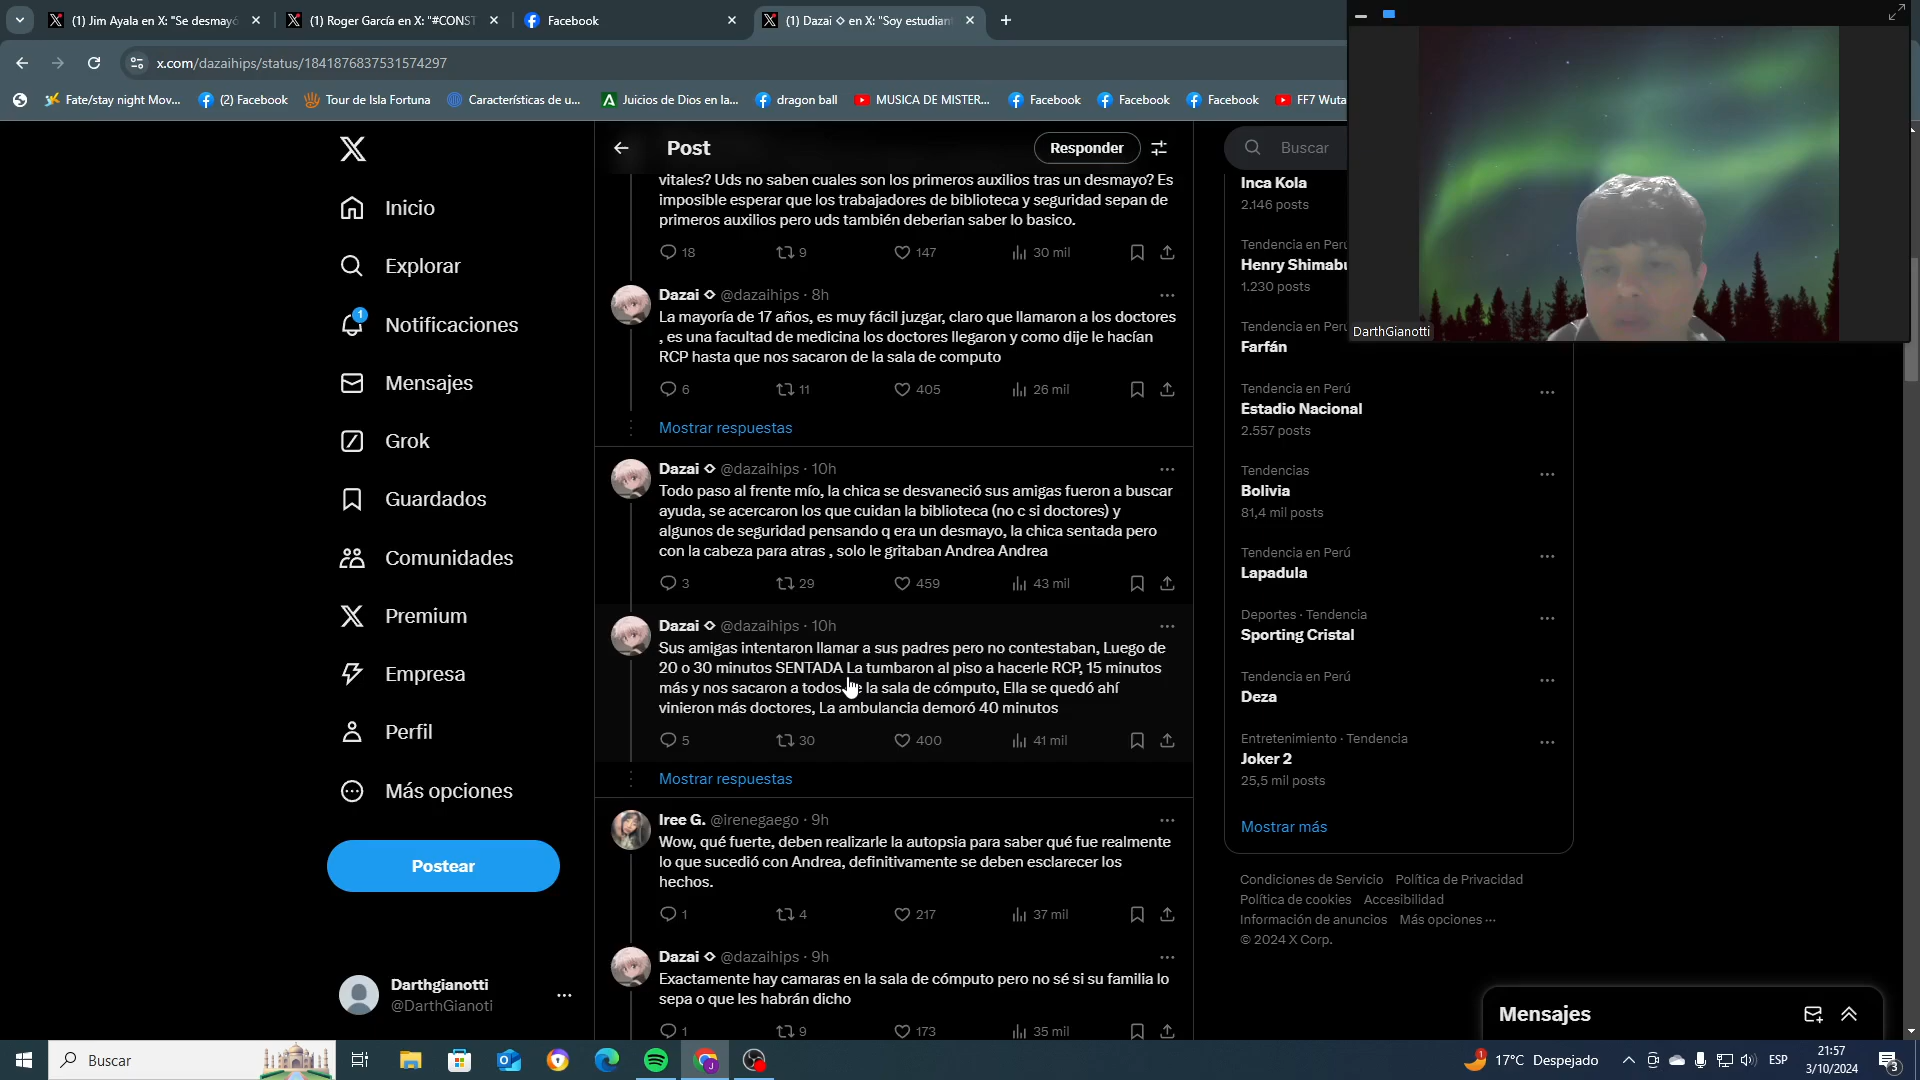 (1) Jim Ayala en X: "Se desmayó
(1) Roger García en X: "#CONST
Facebook
(1) Dazai ◇ en X: "Soy estudian
x.com/dazaihips/status/1841876837531574297
Fate/stay night Mov...
(2) Facebook
Tour de Isla Fortuna
Características de u...
Juicios de Dios en la...
dragon ball
MUSICA DE MISTER...
Facebook
Facebook
Facebook
FF7 Wuta
DarthGianotti
X
Inicio
Explorar
1
Notificaciones
Mensajes
Grok
Guardados
Comunidades
Premium
Empresa
Perfil
Más opciones
Postear
Darthgianotti
@DarthGianoti
Post
Responder
vitales? Uds no saben cuales son los primeros auxilios tras un desmayo? Es
imposible esperar que los trabajadores de biblioteca y seguridad sepan de
primeros auxilios pero uds también deberian saber lo basico.
18 9 147 30 mil
Dazai ◇ @dazaihips · 8h
La mayoría de 17 años, es muy fácil juzgar, claro que llamaron a los doctores
, es una facultad de medicina los doctores llegaron y como dije le hacían
RCP hasta que nos sacaron de la sala de computo
6 11 405 26 mil
Mostrar respuestas
Dazai ◇ @dazaihips · 10h
Todo paso al frente mío, la chica se desvaneció sus amigas fueron a buscar
ayuda, se acercaron los que cuidan la biblioteca (no c si doctores) y
algunos de seguridad pensando q era un desmayo, la chica sentada pero
con la cabeza para atras , solo le gritaban Andrea Andrea
3 29 459 43 mil
Dazai ◇ @dazaihips · 10h
Sus amigas intentaron llamar a sus padres pero no contestaban, Luego de
20 o 30 minutos SENTADA La tumbaron al piso a hacerle RCP, 15 minutos
más y nos sacaron a todos la sala de cómputo, Ella se quedó ahí
vinieron más doctores, La ambulancia demoró 40 minutos
5 30 400 41 mil
Mostrar respuestas
Iree G. @irenegaego · 9h
Wow, qué fuerte, deben realizarle la autopsia para saber qué fue realmente
lo que sucedió con Andrea, definitivamente se deben esclarecer los
hechos.
1 4 217 37 mil
Dazai ◇ @dazaihips · 9h
Exactamente hay camaras en la sala de cómputo pero no sé si su familia lo
sepa o que les habrán dicho
1 9 173 35 mil
Buscar
Inca Kola
2.146 posts
Tendencia en Perú
Henry Shimabu
1.230 posts
Tendencia en Perú
Farfán
Tendencia en Perú
Estadio Nacional
2.557 posts
Tendencias
Bolivia
81,4 mil posts
Tendencia en Perú
Lapadula
Deportes · Tendencia
Sporting Cristal
Tendencia en Perú
Deza
Entretenimiento · Tendencia
Joker 2
25,5 mil posts
Mostrar más
Condiciones de Servicio Política de Privacidad
Política de cookies Accesibilidad
Información de anuncios Más opciones ···
© 2024 X Corp.
Mensajes
Buscar
1
17°C Despejado
ESP
21:57
3/10/2024
3